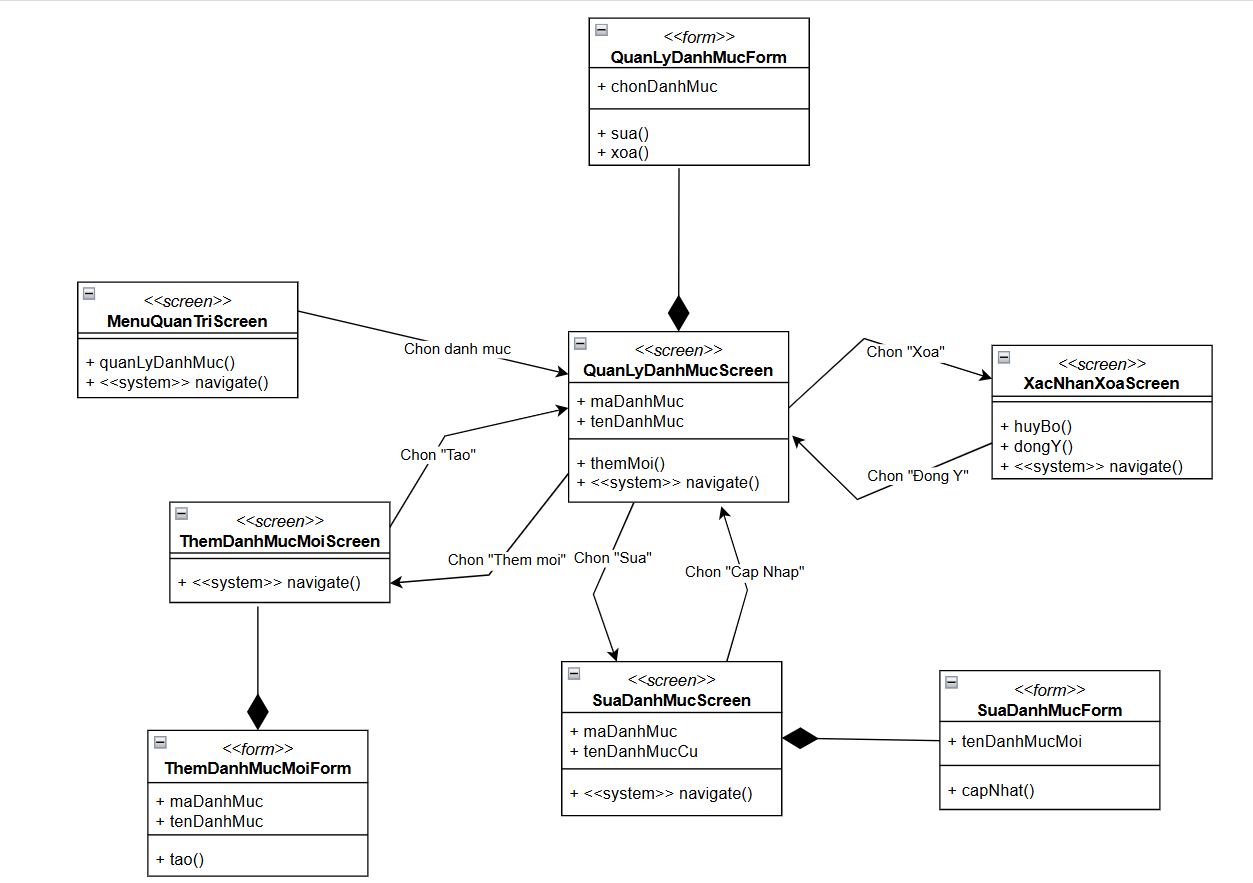 <<form>>
QuanLyDanhMucForm
+ chonDanhMuc
+ sua()
+ xoa()
<<screen>>
MenuQuanTriScreen
+ quanLyDanhMuc()
+ <<system>> navigate()
Chon danh muc
<<screen>>
QuanLyDanhMucScreen
+ maDanhMuc
+ tenDanhMuc
+ themMoi()
+ <<system>> navigate()
Chon "Xoa"
<<screen>>
XacNhanXoaScreen
+ huyBo()
+ dongY()
+ <<system>> navigate()
Chon "Đong Y"
Chon "Tao"
<<screen>>
ThemDanhMucMoiScreen
+ <<system>> navigate()
Chon "Them moi"
Chon "Sua"
Chon "Cap Nhap"
<<screen>>
SuaDanhMucScreen
+ maDanhMuc
+ tenDanhMucCu
+ <<system>> navigate()
<<form>>
SuaDanhMucForm
+ tenDanhMucMoi
+ capNhat()
<<form>>
ThemDanhMucMoiForm
+ maDanhMuc
+ tenDanhMuc
+ tao()